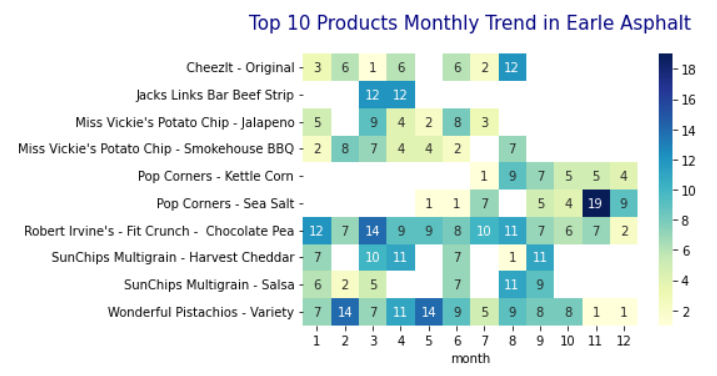 Top 10 Products Monthly Trend in Earle Asphalt
CheezIt - Original 3 6 1 6 6 2 12
Jacks Links Bar Beef Strip 12 12
Miss Vickie's Potato Chip - Jalapeno 5 9 4 2 8 3
Miss Vickie's Potato Chip - Smokehouse BBQ 2 8 7 4 4 2 7
Pop Corners - Kettle Corn 1 9 7 5 5 4
Pop Corners - Sea Salt 1 1 7 5 4 19 9
Robert Irvine's - Fit Crunch -  Chocolate Pea 12 7 14 9 9 8 10 11 7 6 7 2
SunChips Multigrain - Harvest Cheddar 7 10 11 7 1 11
SunChips Multigrain - Salsa 6 2 5 7 11 9
Wonderful Pistachios - Variety 7 14 7 11 14 9 5 9 8 8 1 1
1 2 3 4 5 6 7 8 9 10 11 12
month
18
16
14
12
10
8
6
4
2